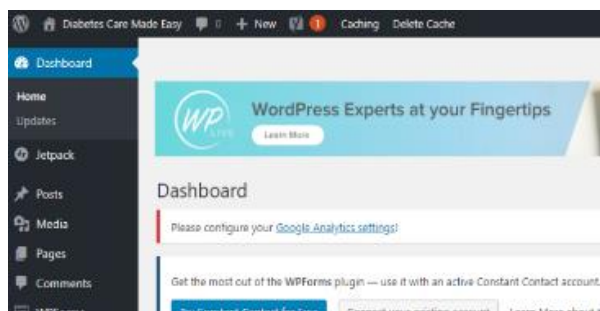 Diabetes Care Made Easy 0 + New 1 Caching Delete Cache
Dashboard
Home
Updates
Jetpack
Posts
Media
Pages
Comments
WP LIVE
WordPress Experts at your Fingertips
Learn More
Dashboard
Please configure your Google Analytics settings!
Get the most out of the WPForms plugin — use it with an active Constant Contact account.